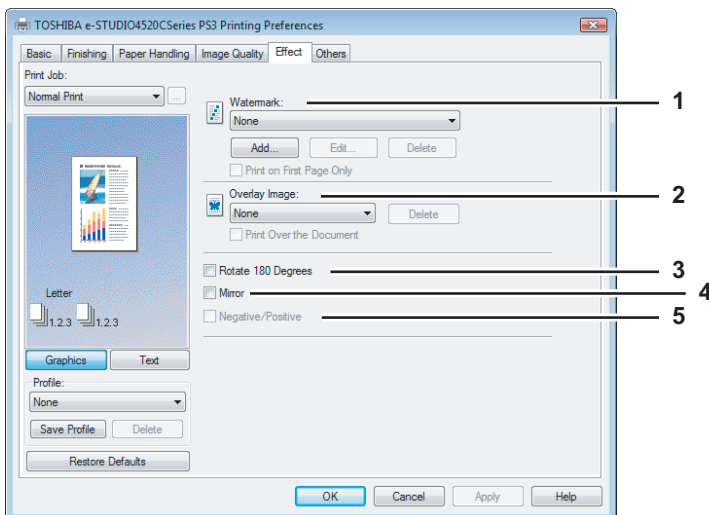 TOSHIBA e-STUDIO4520CSeries PS3 Printing Preferences
Basic Finishing Paper Handling Image Quality Effect Others
Print Job:
Normal Print
...
Letter
1.2.3 1.2.3
Graphics Text
Profile:
None
Save Profile Delete
Restore Defaults
Watermark:
None
Add... Edit... Delete
Print on First Page Only
Overlay Image:
None
Delete
Print Over the Document
Rotate 180 Degrees
Mirror
Negative/Positive
1
2
3
4
5
OK Cancel Apply Help